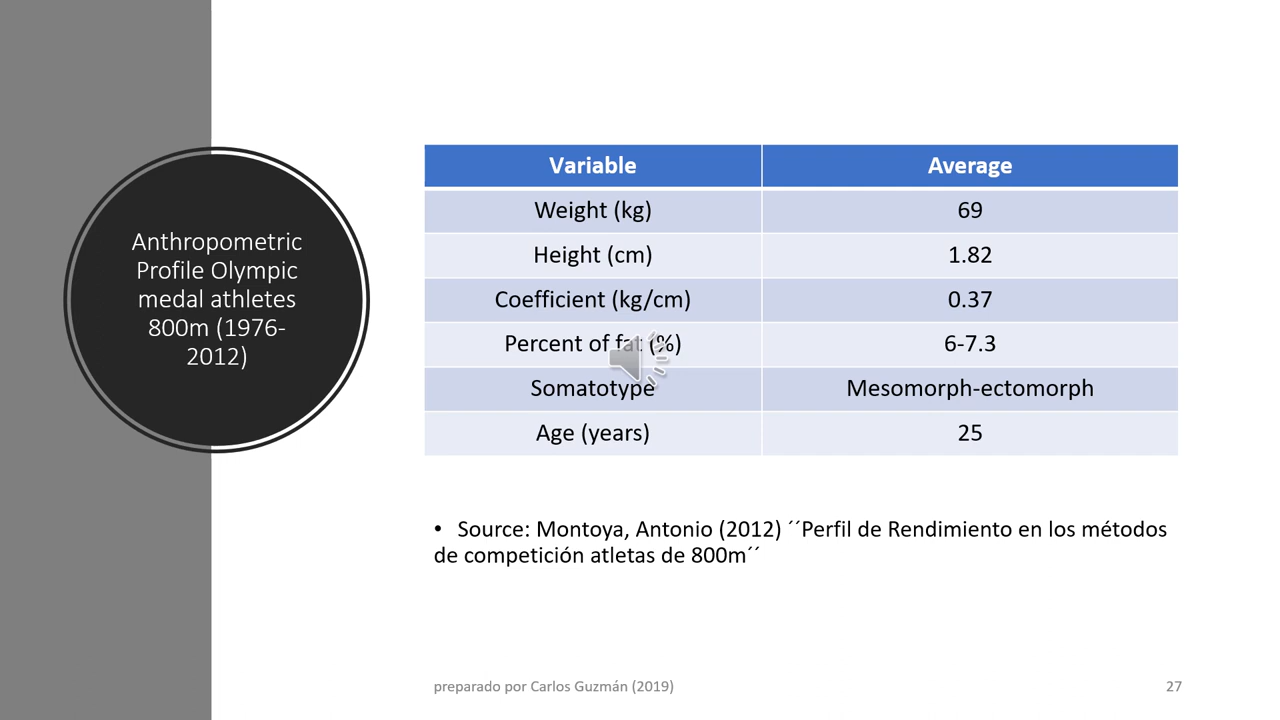 Anthropometric
Profile Olympic
medal athletes
800m (1976-
2012)
Variable Average
Weight (kg) 69
Height (cm) 1.82
Coefficient (kg/cm) 0.37
Percent of fat (%) 6-7.3
Somatotype Mesomorph-ectomorph
Age (years) 25
• Source: Montoya, Antonio (2012) ´´Perfil de Rendimiento en los métodos
de competición atletas de 800m´´
preparado por Carlos Guzmán (2019) 27